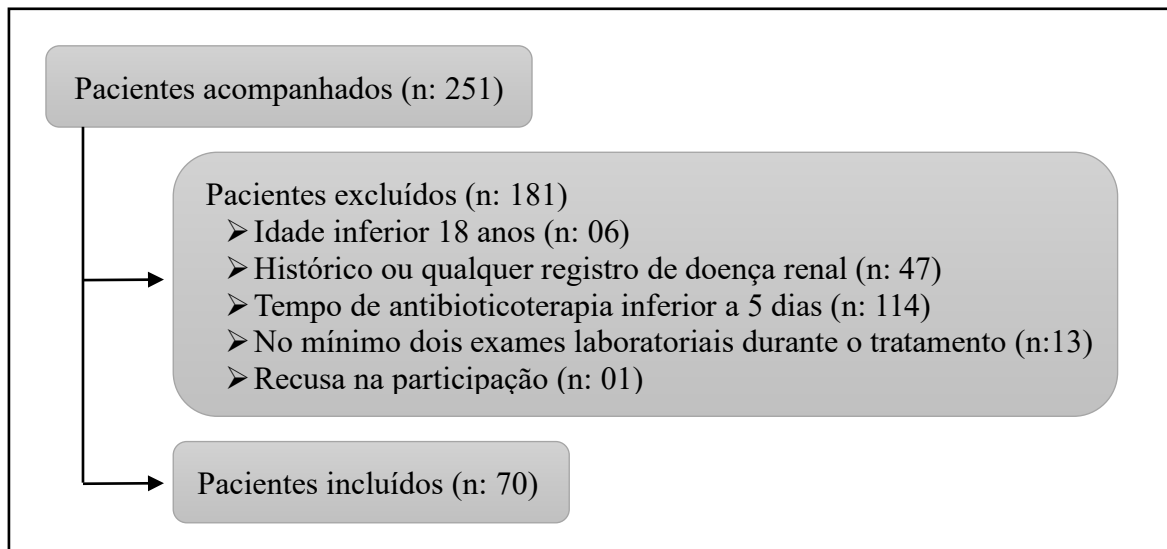 Pacientes acompanhados (n: 251)
Pacientes excluídos (n: 181)
➢Idade inferior 18 anos (n: 06)
➢Histórico ou qualquer registro de doença renal (n: 47)
➢Tempo de antibioticoterapia inferior a 5 dias (n: 114)
➢No mínimo dois exames laboratoriais durante o tratamento (n:13)
➢Recusa na participação (n: 01)
Pacientes incluídos (n: 70)